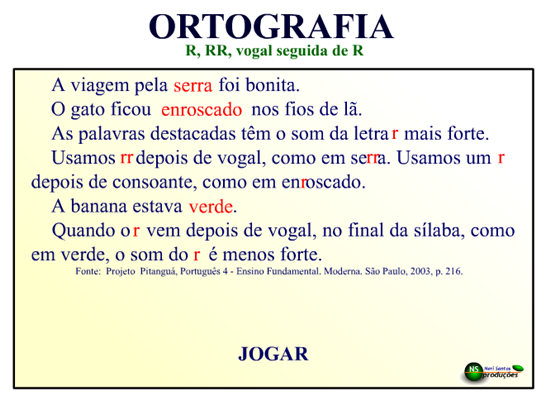 ORTOGRAFIA
R, RR, vogal seguida de R
A viagem pela serra foi bonita.
O gato ficou enroscado nos fios de lã.
As palavras destacadas têm o som da letra r mais forte.
Usamos rr depois de vogal, como em serra. Usamos um r
depois de consoante, como em enroscado.
A banana estava verde.
Quando o r vem depois de vogal, no final da sílaba, como
em verde, o som do r é menos forte.
Fonte: Projeto Pitanguá, Português 4 - Ensino Fundamental. Moderna. São Paulo, 2003, p. 216.
JOGAR
NS Neri Santos
produções